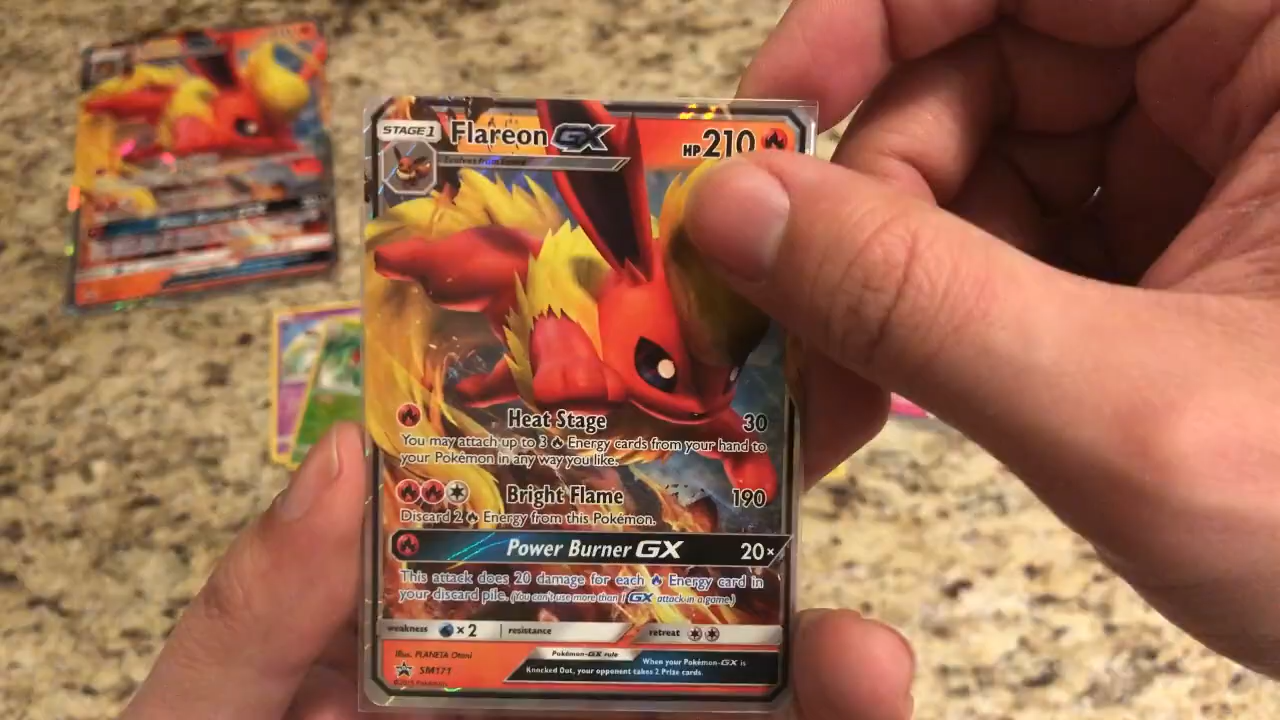 STAGE 1 Flareon GX HP 210
Evolves from Eevee
Heat Stage 30
You may attach up to 3 Energy cards from your hand to
your Pokémon in any way you like.
Bright Flame 190
Discard 2 Energy from this Pokémon.
Power Burner GX 20×
This attack does 20 damage for each Energy card in
your discard pile. (You can't use more than 1 GX attack in a game.)
weakness ×2 resistance retreat
Illus. PLANETA Otani
SM171
Pokémon-GX rule
When your Pokémon-GX is
Knocked Out, your opponent takes 2 Prize cards.